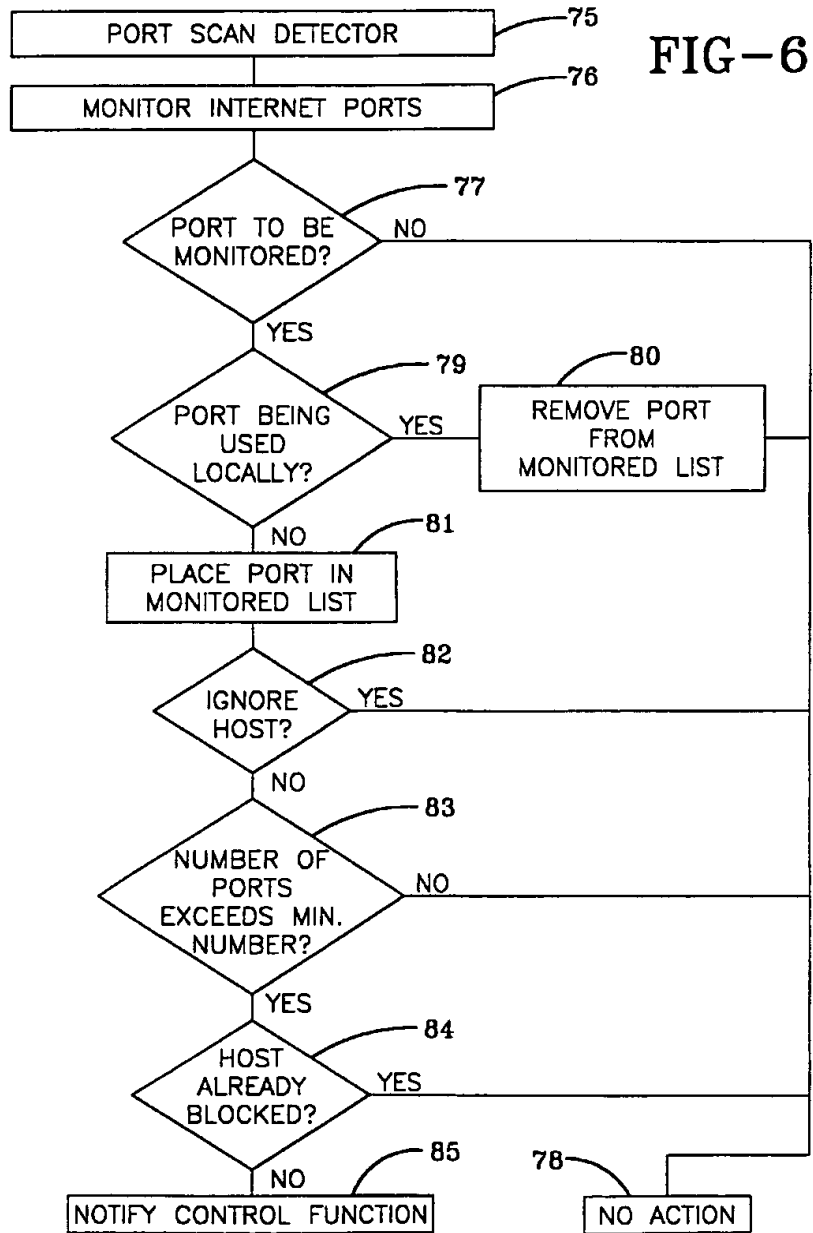 PORT SCAN DETECTOR
75
FIG-6
MONITOR INTERNET PORTS
76
77
PORT TO BE
MONITORED?
NO
YES
79
PORT BEING
USED
LOCALLY?
YES
80
REMOVE PORT
FROM
MONITORED LIST
NO
81
PLACE PORT IN
MONITORED LIST
82
IGNORE
HOST?
YES
NO
83
NUMBER OF
PORTS
EXCEEDS MIN.
NUMBER?
NO
YES
84
HOST
ALREADY
BLOCKED?
YES
NO
85
NOTIFY CONTROL FUNCTION
78
NO ACTION